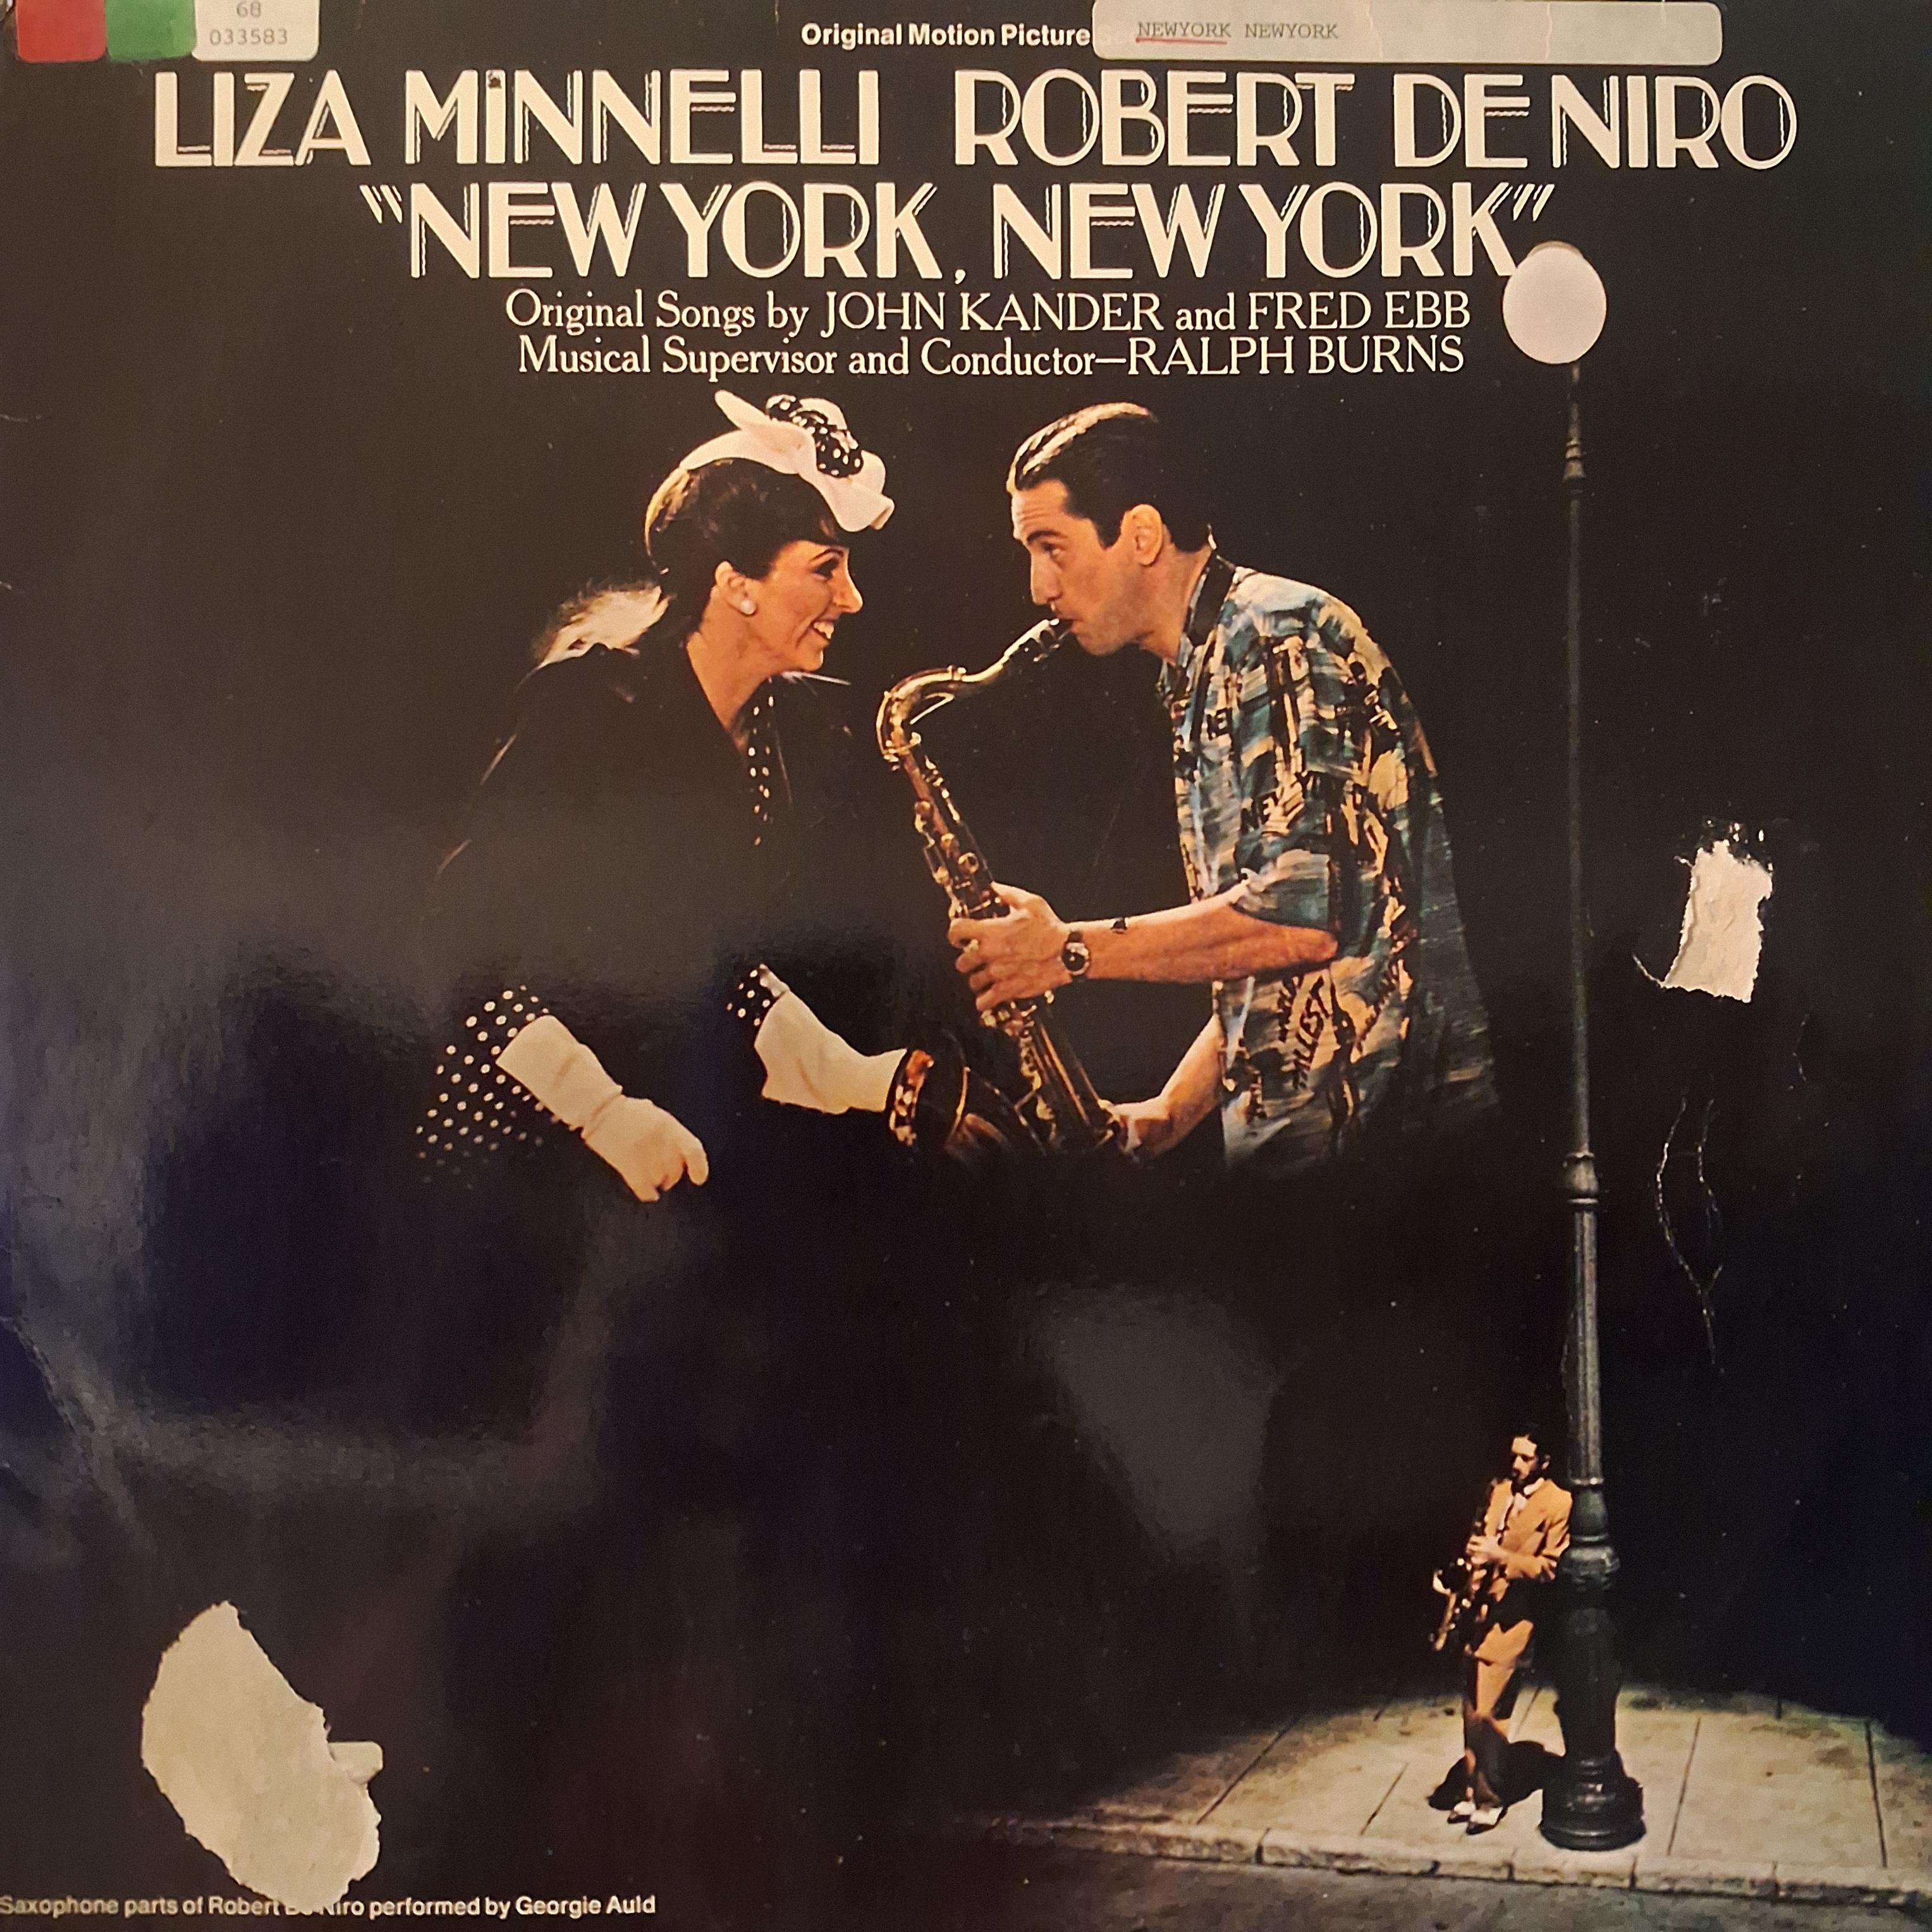 68
033583
Original Motion Picture
NEWYORK NEWYORK
LIZA MINNELLI ROBERT DE NIRO
"NEW YORK, NEW YORK"
Original Songs by JOHN KANDER and FRED EBB
Musical Supervisor and Conductor—RALPH BURNS
Saxophone parts of Robert De Niro performed by Georgie Auld